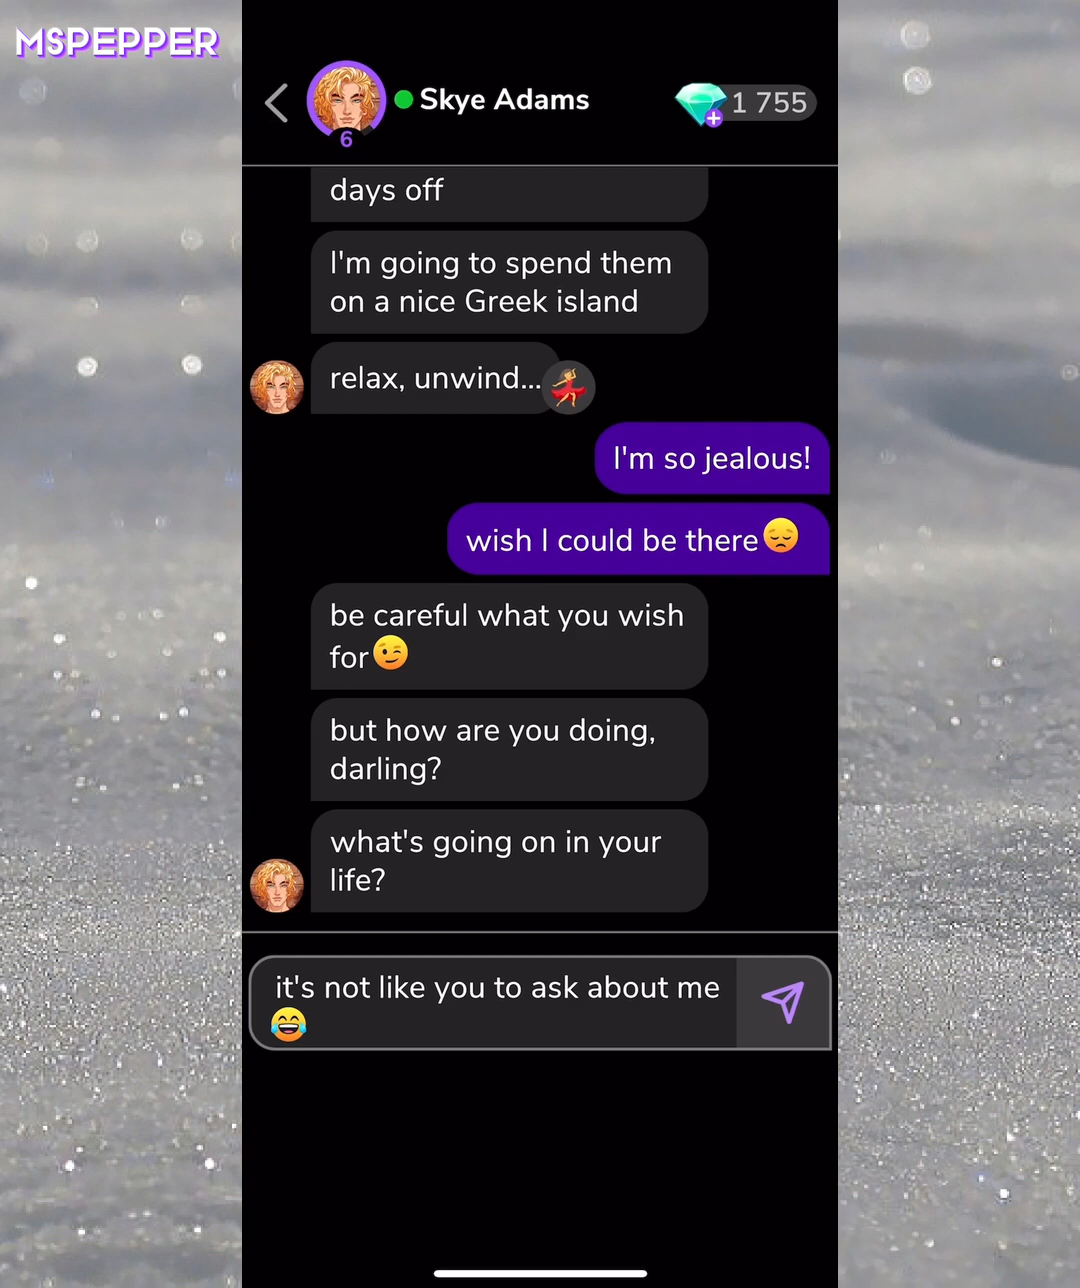 MSPEPPER
Skye Adams
1 755
6
days off
I'm going to spend them
on a nice Greek island
relax, unwind...
I'm so jealous!
wish I could be there😞
be careful what you wish
for😉
but how are you doing,
darling?
what's going on in your
life?
it's not like you to ask about me
😂